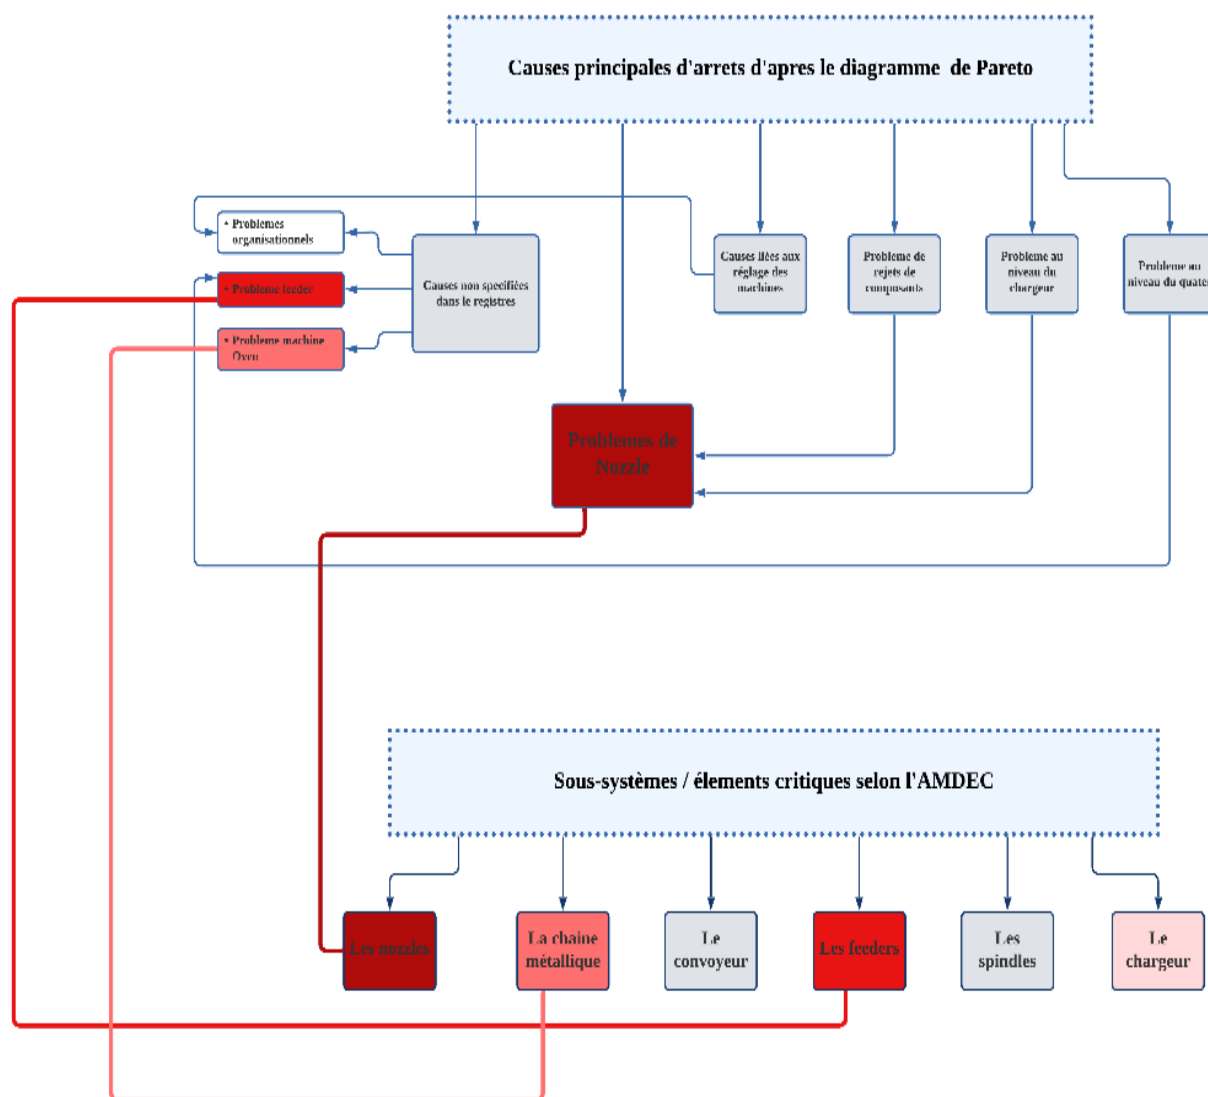 Causes principales d'arrets d'apres le diagramme de Pareto
• Problemes
organisationnels
• Probleme feeder
• Probleme machine
Oven
Causes non specifiées
dans le registres
Causes liées aux
réglage des
machines
Probleme de
rejets de
composants
Probleme au
niveau du
chargeur
Probleme au
niveau du quater
Problemes de
Nozzle
Sous-systèmes / élements critiques selon l'AMDEC
Les nozzles
La chaine
métallique
Le
convoyeur
Les feeders
Les
spindles
Le
chargeur